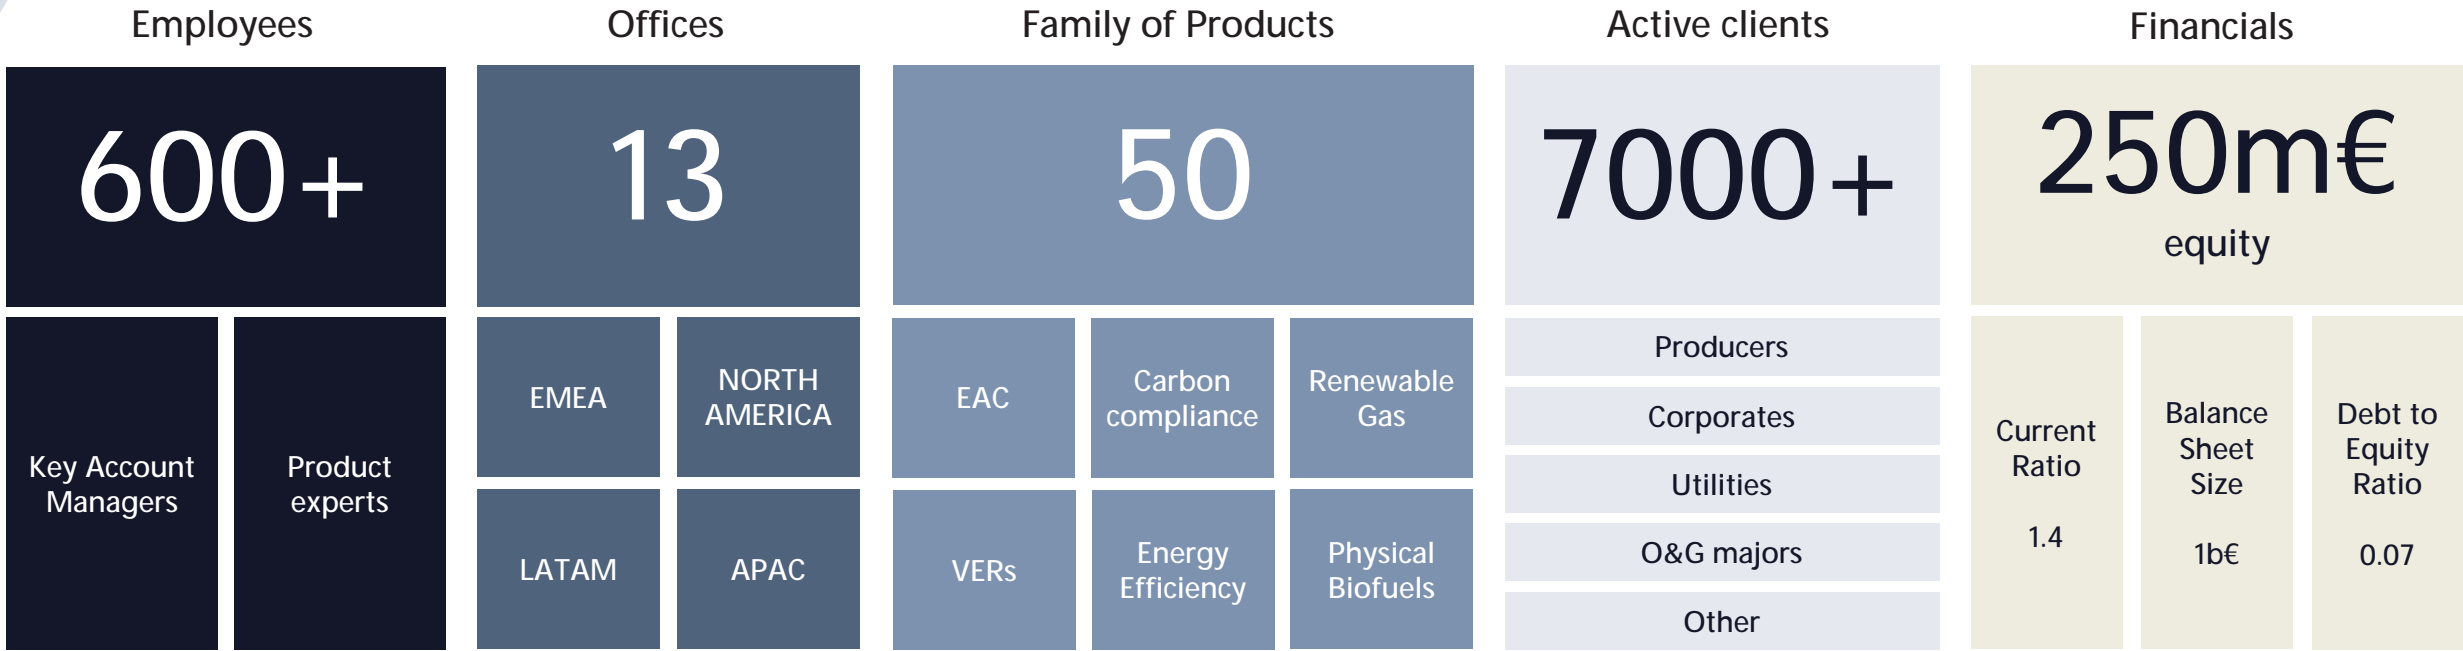 Employees
600+
Key Account
Managers
Product
experts
Offices
13
EMEA
NORTH
AMERICA
LATAM
APAC
Family of Products
50
EAC
Carbon
compliance
Renewable
Gas
VERs
Energy
Efficiency
Physical
Biofuels
Active clients
7000+
Producers
Corporates
Utilities
O&G majors
Other
Financials
250m€
equity
Current
Ratio
1.4
Balance
Sheet
Size
1b€
Debt to
Equity
Ratio
0.07